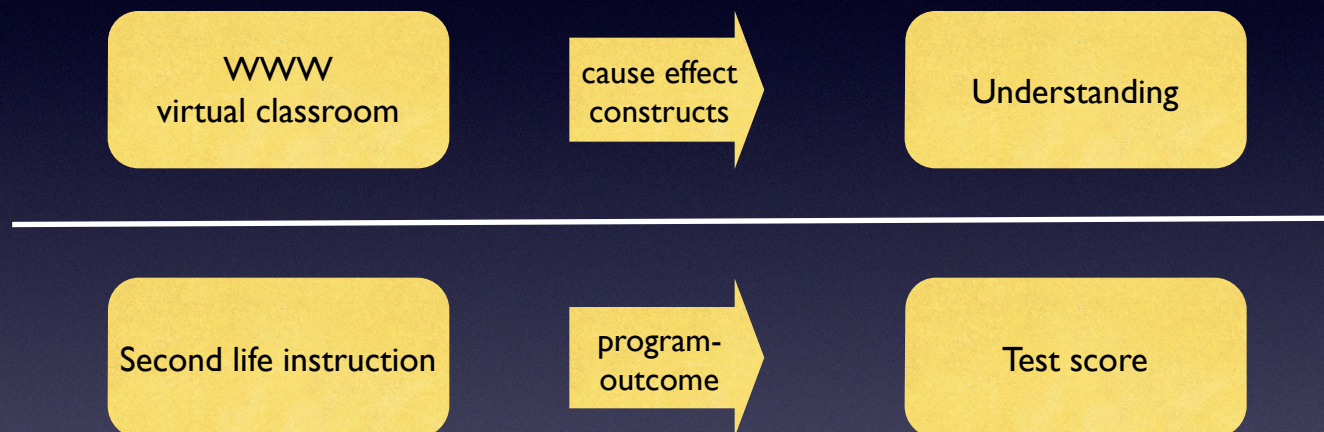 WWW
virtual classroom
cause effect
constructs
Understanding
Second life instruction
program-
outcome
Test score